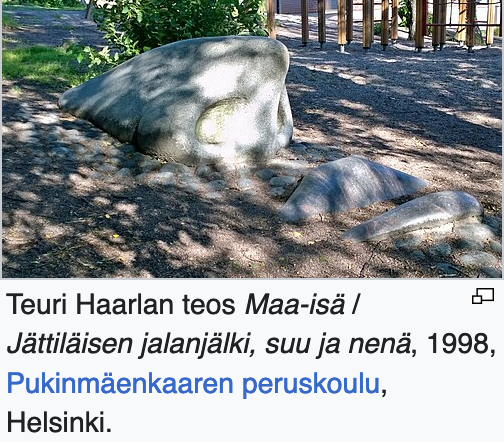 Teuri Haarlan teos Maa-isä /
Jättiläisen jalanjälki, suu ja nenä, 1998,
Pukinmäenkaaren peruskoulu,
Helsinki.